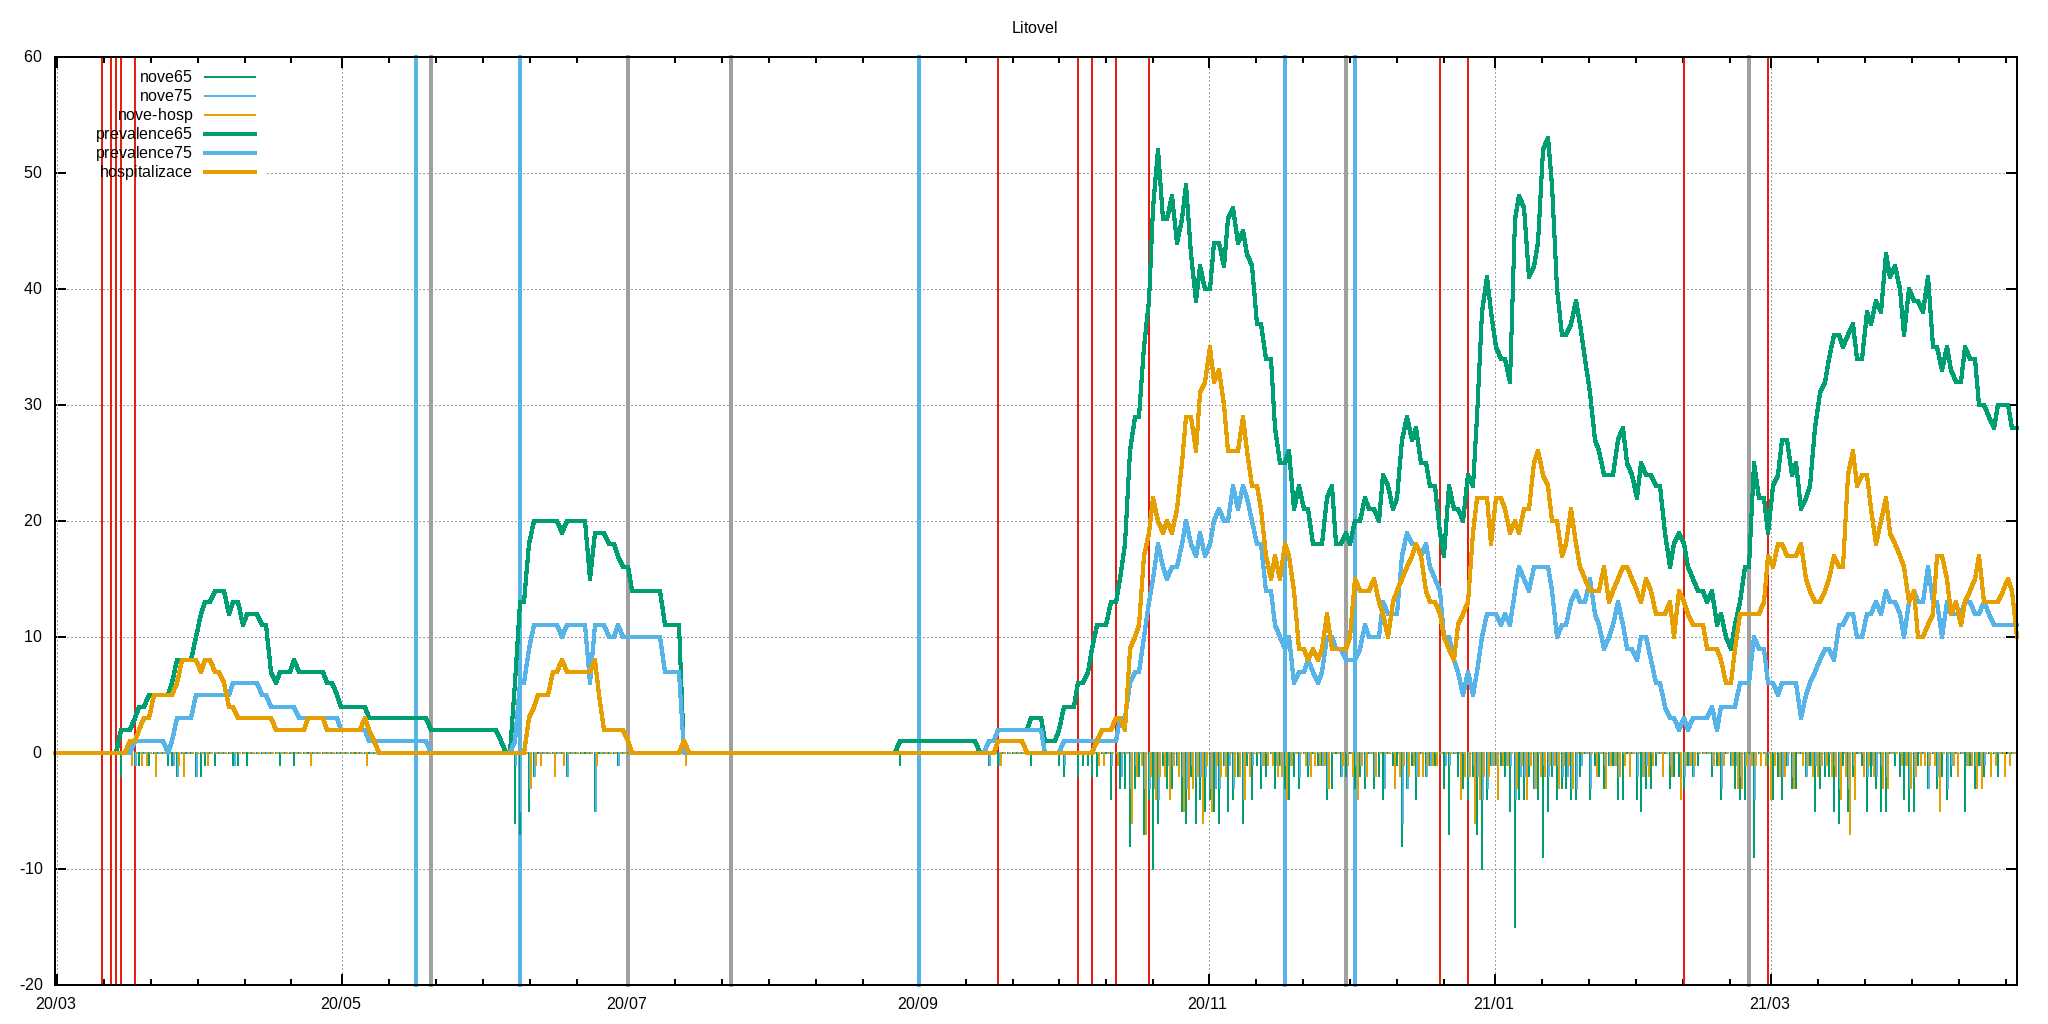 Litovel
60
nove65
nove75
nove-hosp
prevalence65
prevalence75
hospitalizace
50
40
30
20
10
0
-10
-20
20/03 20/05 20/07 20/09 20/11 21/01 21/03